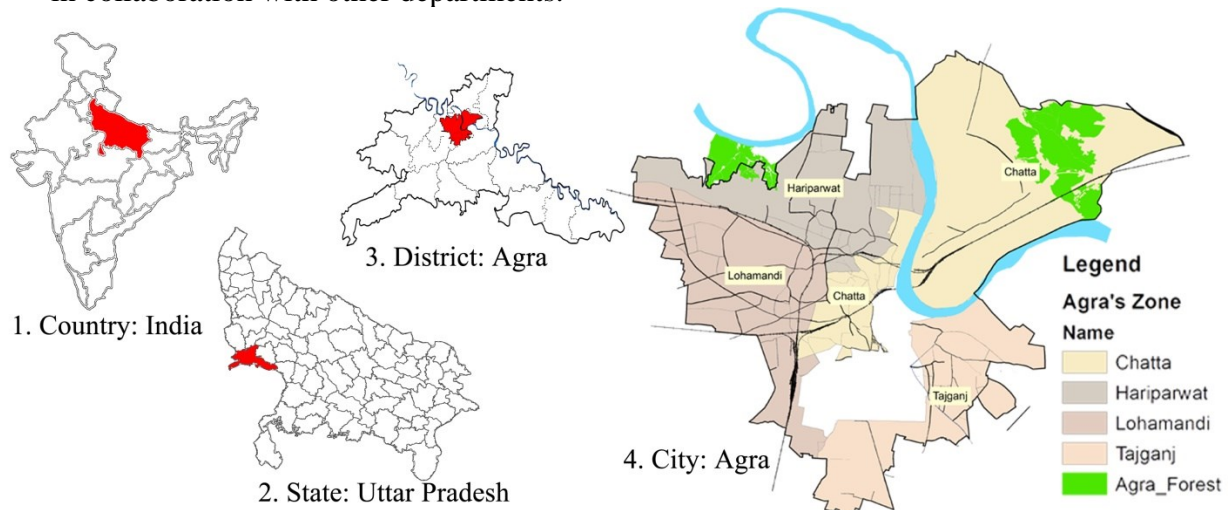 in collaboration with other departments.
1. Country: India
2. State: Uttar Pradesh
3. District: Agra
4. City: Agra
Hariparwat
Chatta
Lohamandi
Chatta
Tajganj
Legend
Agra's Zone
Name
Chatta
Hariparwat
Lohamandi
Tajganj
Agra_Forest